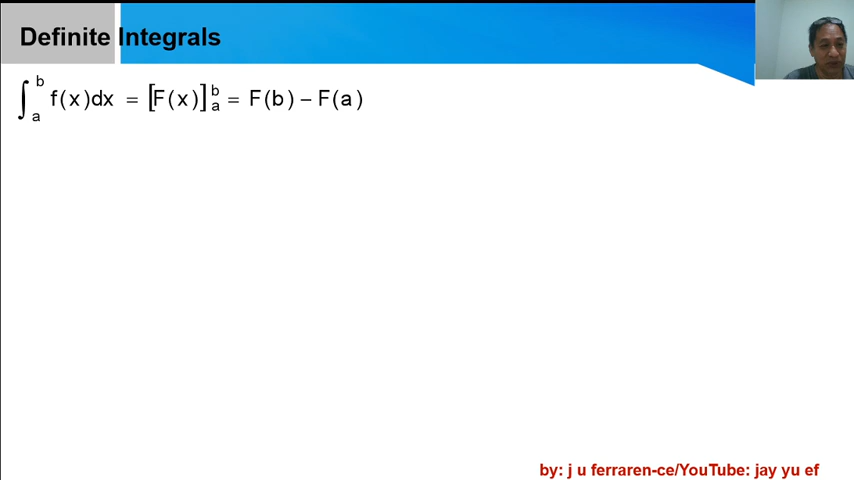 Definite Integrals
∫ₐᵇ f(x)dx = [F(x)]ₐᵇ = F(b) – F(a)
by: j u ferraren-ce/YouTube: jay yu ef